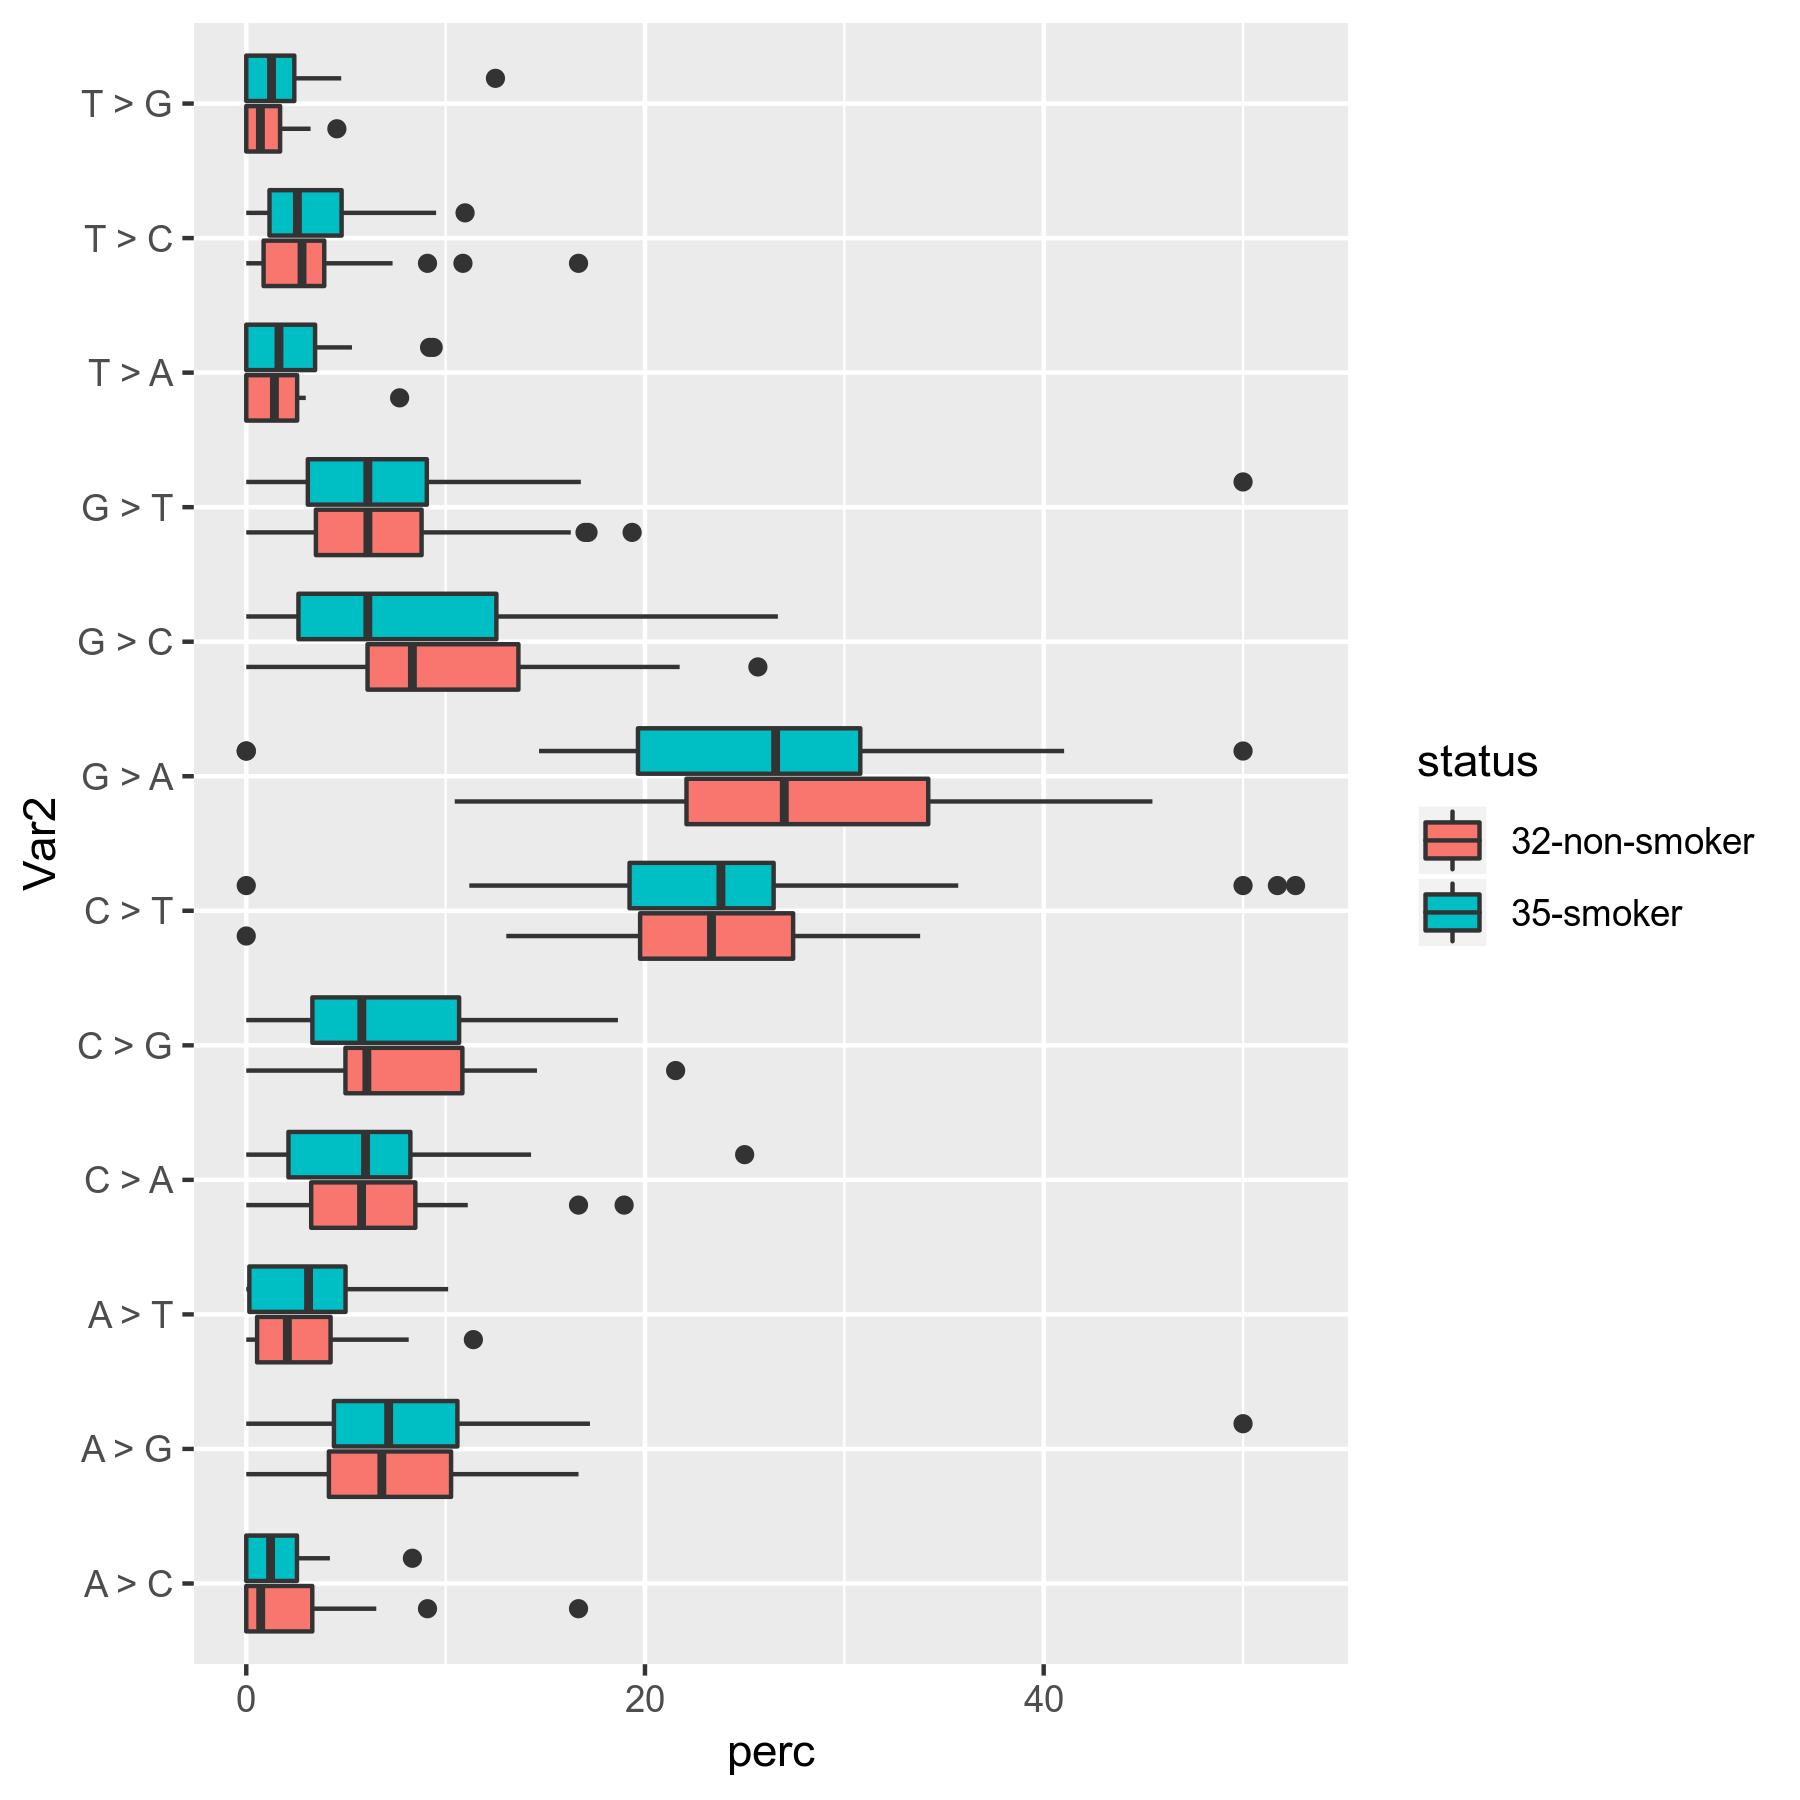 T > G
T > C
T > A
G > T
G > C
G > A
C > T
C > G
C > A
A > T
A > G
A > C
Var2
0 20 40
perc
status
32-non-smoker
35-smoker